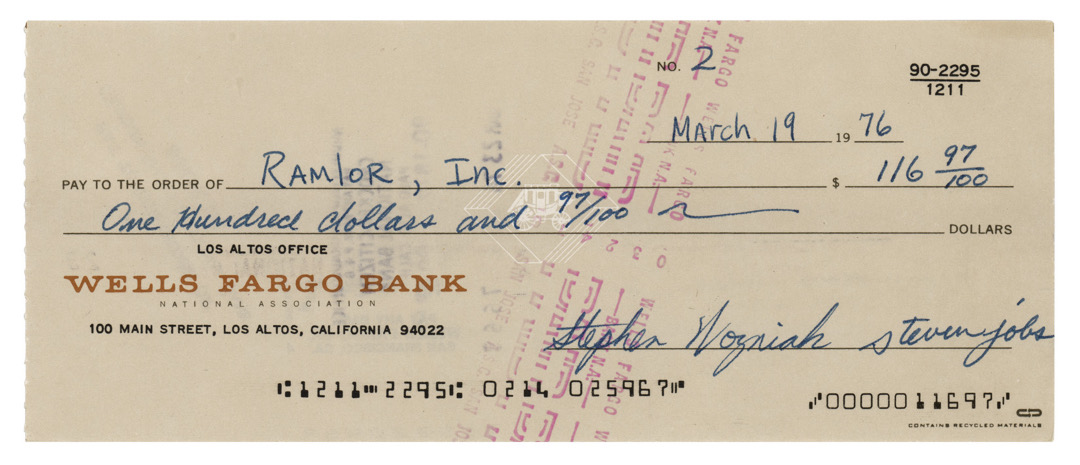 NO. 2
90-2295
1211
March 19 19 76
PAY TO THE ORDER OF RAMlOR, Inc. $ 116 97/100
One Hundred dollars and 97/100 DOLLARS
LOS ALTOS OFFICE
WELLS FARGO BANK
NATIONAL ASSOCIATION
100 MAIN STREET, LOS ALTOS, CALIFORNIA 94022
Stephen Wozniak steven jobs
⑆1211⑉2295⑆ 0214 025967⑈
⑇0000011697⑇
CONTAINS RECYCLED MATERIALS